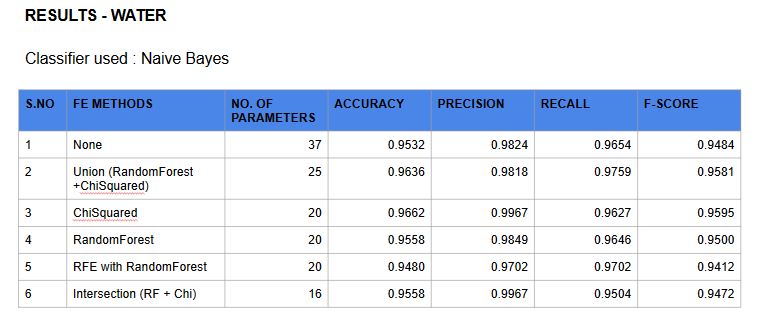 RESULTS - WATER
Classifier used : Naive Bayes
S.NO FE METHODS NO. OF PARAMETERS ACCURACY PRECISION RECALL F-SCORE
1 None 37 0.9532 0.9824 0.9654 0.9484
2 Union (RandomForest +ChiSquared) 25 0.9636 0.9818 0.9759 0.9581
3 ChiSquared 20 0.9662 0.9967 0.9627 0.9595
4 RandomForest 20 0.9558 0.9849 0.9646 0.9500
5 RFE with RandomForest 20 0.9480 0.9702 0.9702 0.9412
6 Intersection (RF + Chi) 16 0.9558 0.9967 0.9504 0.9472